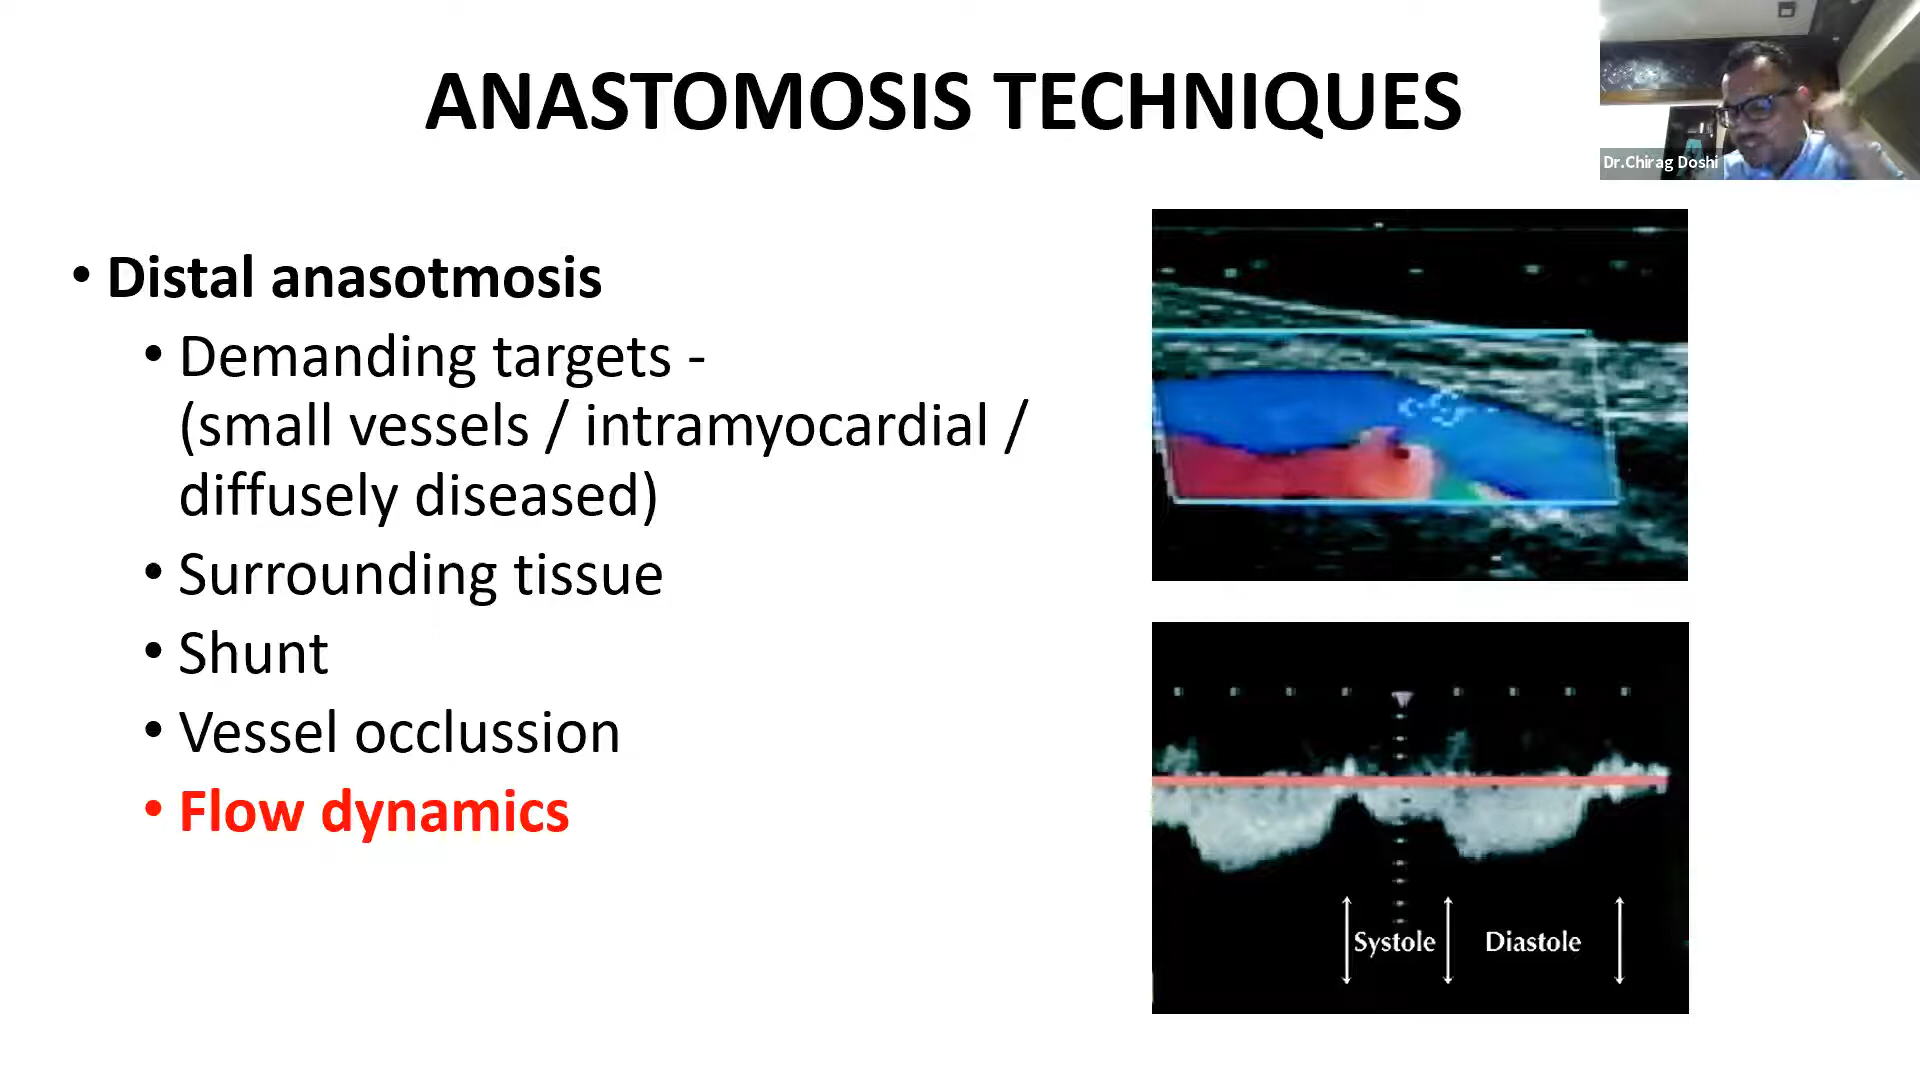 ANASTOMOSIS TECHNIQUES
Dr.Chirag Doshi
• Distal anasotmosis
• Demanding targets -
(small vessels / intramyocardial /
diffusely diseased)
• Surrounding tissue
• Shunt
• Vessel occlussion
• Flow dynamics
Systole Diastole